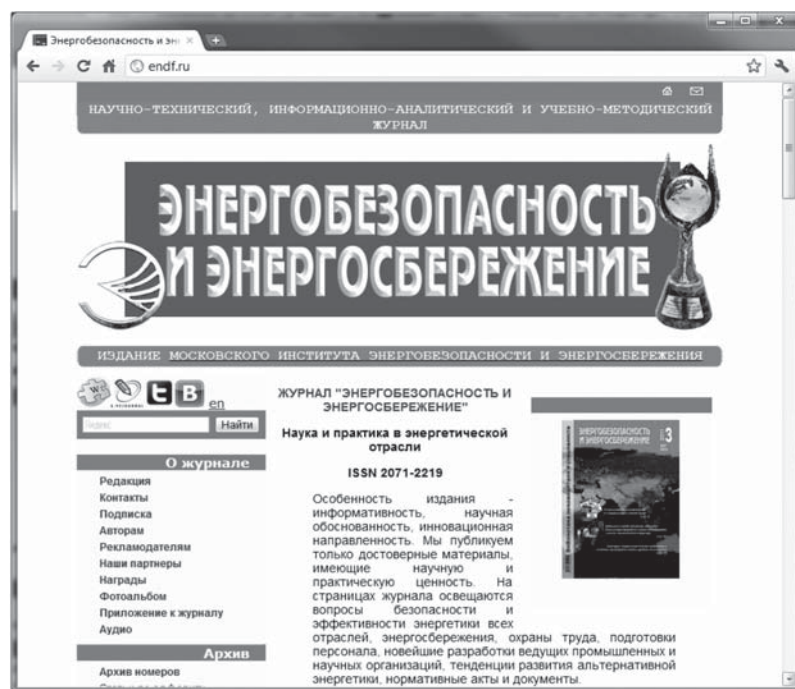 Энергобезопасность и эне
endf.ru
НАУЧНО-ТЕХНИЧЕСКИЙ, ИНФОРМАЦИОННО-АНАЛИТИЧЕСКИЙ И УЧЕБНО-МЕТОДИЧЕСКИЙ
ЖУРНАЛ
ЭНЕРГОБЕЗОПАСНОСТЬ
И ЭНЕРГОСБЕРЕЖЕНИЕ
ИЗДАНИЕ МОСКОВСКОГО ИНСТИТУТА ЭНЕРГОБЕЗОПАСНОСТИ И ЭНЕРГОСБЕРЕЖЕНИЯ
en
Найти
О журнале
Редакция
Контакты
Подписка
Авторам
Рекламодателям
Наши партнеры
Награды
Фотоальбом
Приложение к журналу
Аудио
Архив
Архив номеров
ЖУРНАЛ "ЭНЕРГОБЕЗОПАСНОСТЬ И
ЭНЕРГОСБЕРЕЖЕНИЕ"
Наука и практика в энергетической
отрасли
ISSN 2071-2219
Особенность издания -
информативность, научная
обоснованность, инновационная
направленность. Мы публикуем
только достоверные материалы,
имеющие научную и
практическую ценность. На
страницах журнала освещаются
вопросы безопасности и
эффективности энергетики всех
отраслей, энергосбережения, охраны труда, подготовки
персонала, новейшие разработки ведущих промышленных и
научных организаций, тенденции развития альтернативной
энергетики, нормативные акты и документы.
ЭНЕРГОБЕЗОПАСНОСТЬ
И ЭНЕРГОСБЕРЕЖЕНИЕ
3